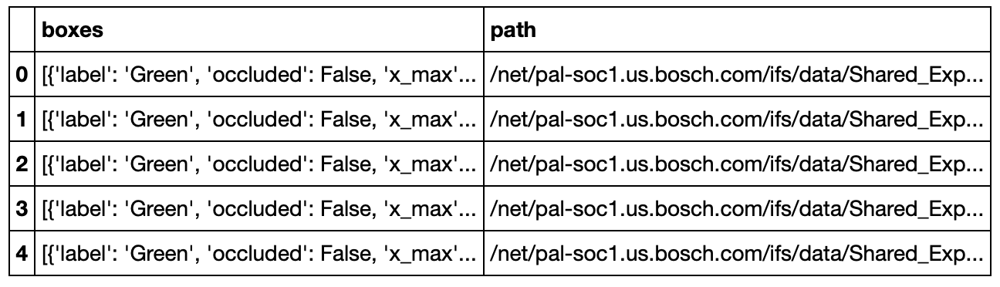 boxes path
0 [{'label': 'Green', 'occluded': False, 'x_max'... /net/pal-soc1.us.bosch.com/ifs/data/Shared_Exp...
1 [{'label': 'Green', 'occluded': False, 'x_max'... /net/pal-soc1.us.bosch.com/ifs/data/Shared_Exp...
2 [{'label': 'Green', 'occluded': False, 'x_max'... /net/pal-soc1.us.bosch.com/ifs/data/Shared_Exp...
3 [{'label': 'Green', 'occluded': False, 'x_max'... /net/pal-soc1.us.bosch.com/ifs/data/Shared_Exp...
4 [{'label': 'Green', 'occluded': False, 'x_max'... /net/pal-soc1.us.bosch.com/ifs/data/Shared_Exp...